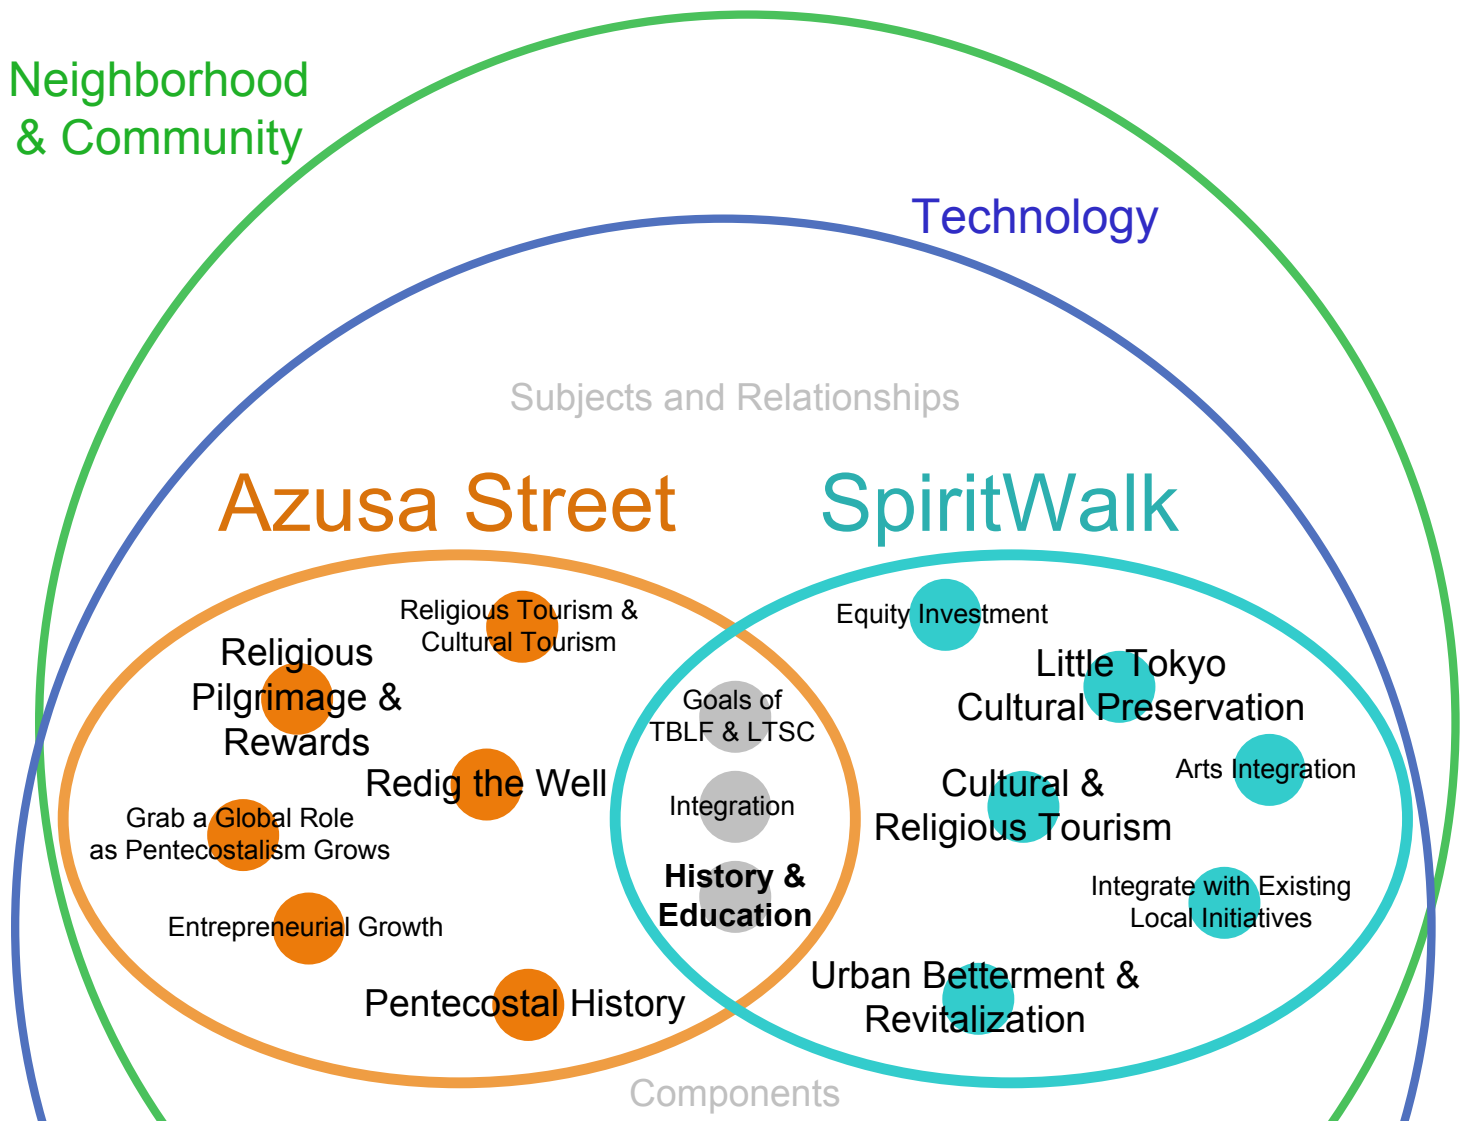 Neighborhood
& Community
Technology
Subjects and Relationships
Azusa Street
SpiritWalk
Religious Tourism &
Cultural Tourism
Religious
Pilgrimage &
Rewards
Redig the Well
Grab a Global Role
as Pentecostalism Grows
Entrepreneurial Growth
Pentecostal History
Goals of
TBLF & LTSC
Integration
History &
Education
Equity Investment
Little Tokyo
Cultural Preservation
Arts Integration
Cultural &
Religious Tourism
Integrate with Existing
Local Initiatives
Urban Betterment &
Revitalization
Components